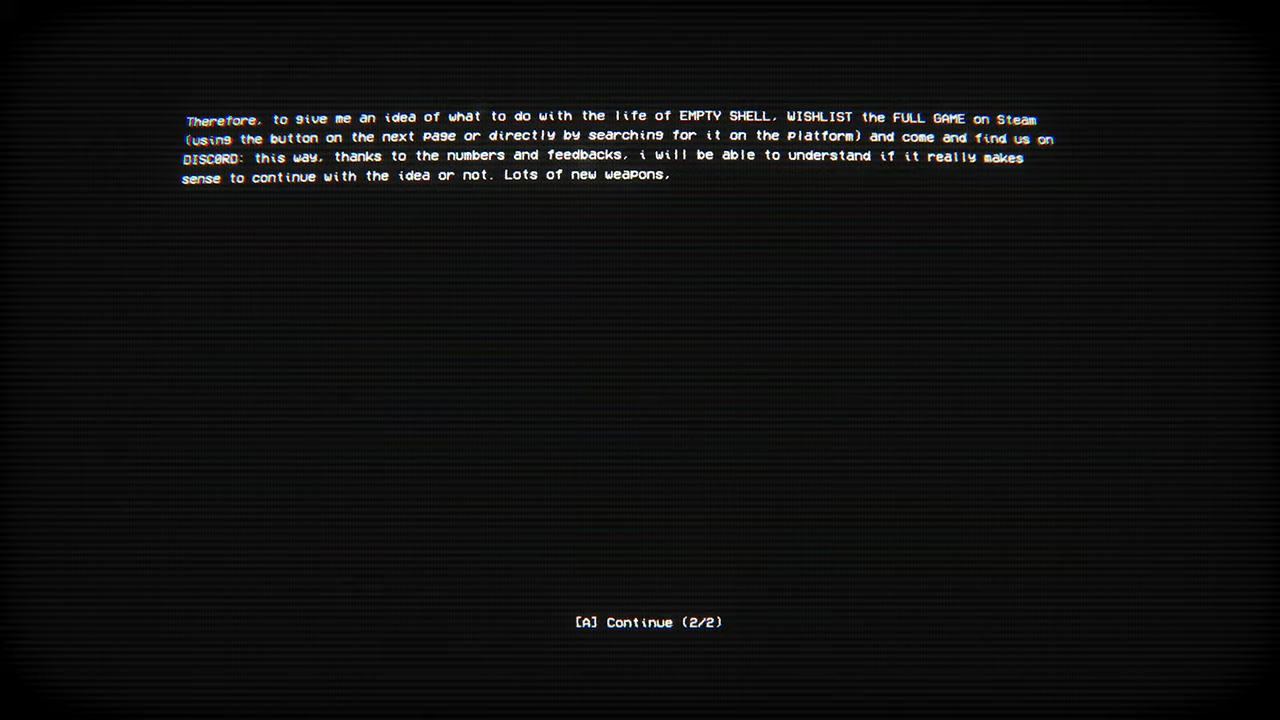 Therefore, to give me an idea of what to do with the life of EMPTY SHELL, WISHLIST the FULL GAME on Steam
(using the button on the next page or directly by searching for it on the platform) and come and find us on
DISCORD: this way, thanks to the numbers and feedbacks, i will be able to understand if it really makes
sense to continue with the idea or not. Lots of new weapons,
[A] Continue (2/2)